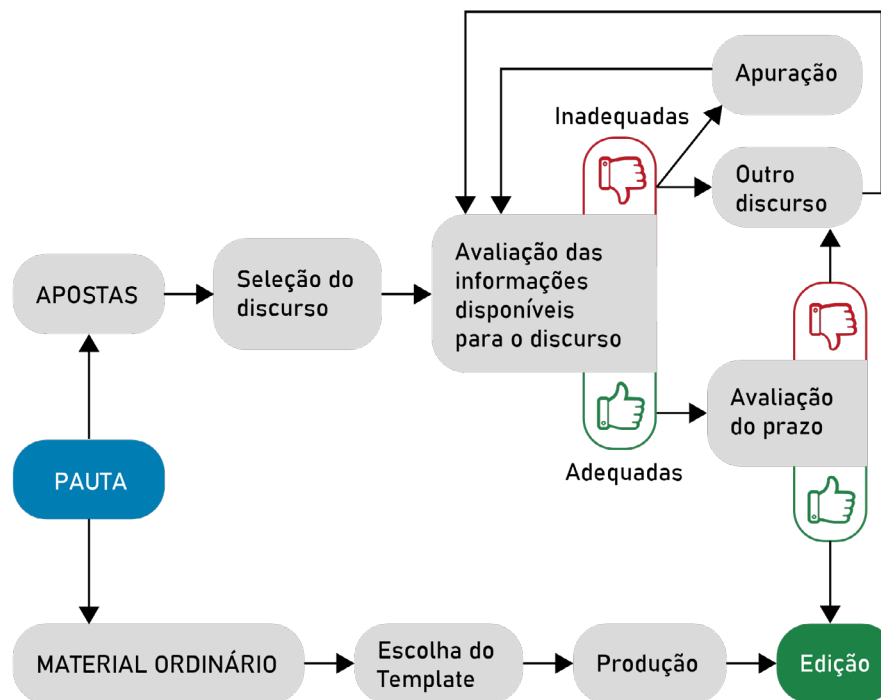 Apuração
Inadequadas
Outro
discurso
Avaliação das
informações
disponíveis
para o discurso
Seleção do
discurso
APOSTAS
Avaliação
do prazo
Adequadas
PAUTA
MATERIAL ORDINÁRIO
Escolha do
Template
Produção
Edição